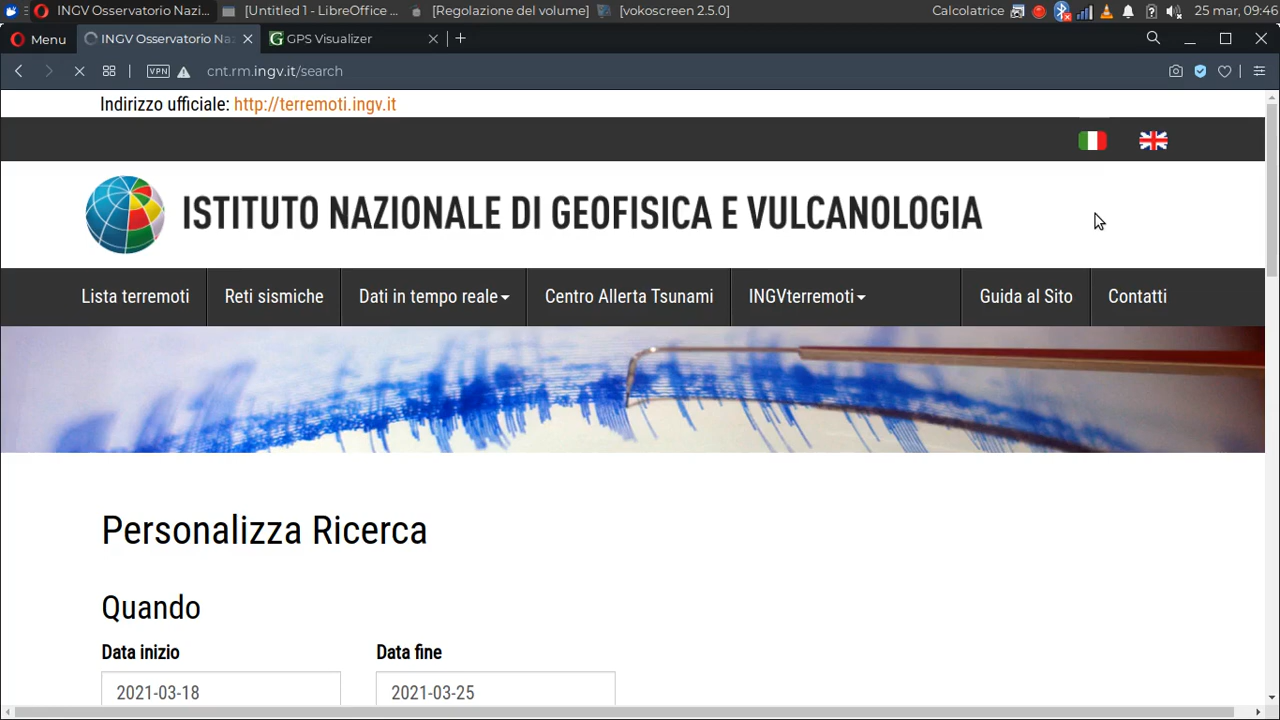 INGV Osservatorio Nazi... [Untitled 1 - LibreOffice ... [Regolazione del volume] [vokoscreen 2.5.0] Calcolatrice 25 mar, 09:46
Menu INGV Osservatorio Na GPS Visualizer
VPN cnt.rm.ingv.it/search
Indirizzo ufficiale: http://terremoti.ingv.it
ISTITUTO NAZIONALE DI GEOFISICA E VULCANOLOGIA
Lista terremoti Reti sismiche Dati in tempo reale Centro Allerta Tsunami INGVterremoti Guida al Sito Contatti
Personalizza Ricerca
Quando
Data inizio Data fine
2021-03-18 2021-03-25